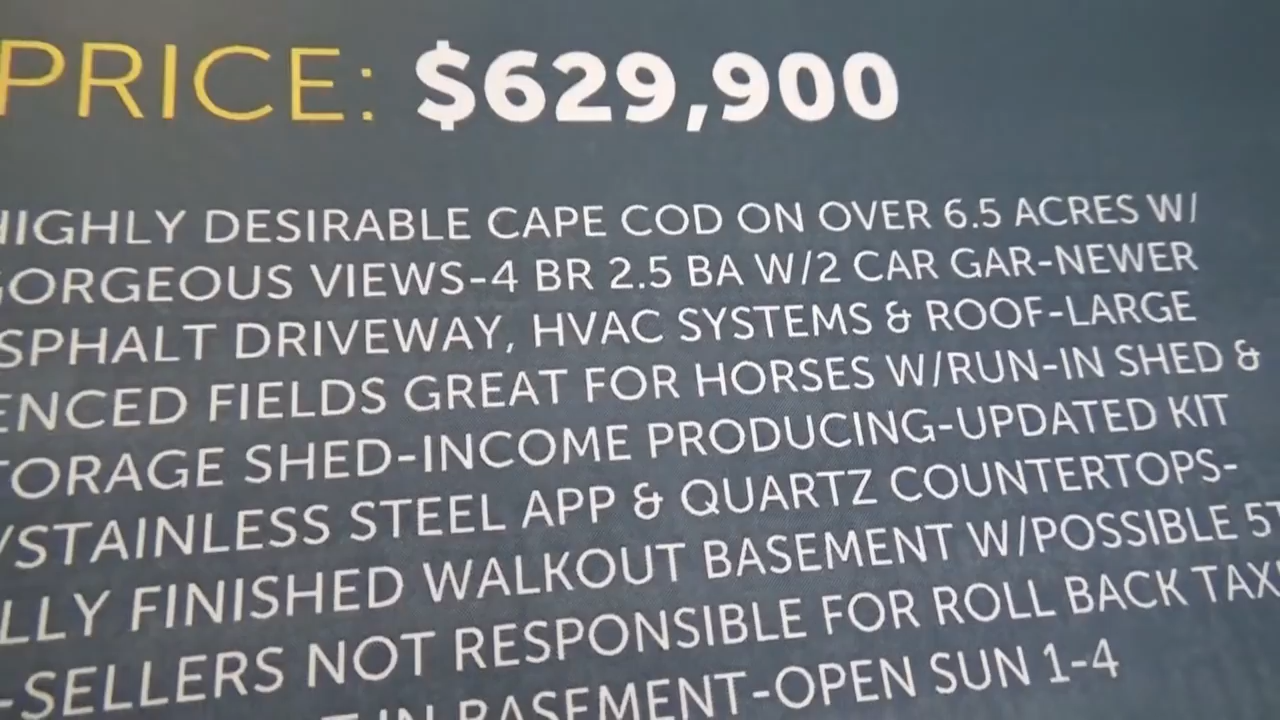 PRICE: $629,900
HIGHLY DESIRABLE CAPE COD ON OVER 6.5 ACRES W/
GORGEOUS VIEWS-4 BR 2.5 BA W/2 CAR GAR-NEWER
SPHALT DRIVEWAY, HVAC SYSTEMS & ROOF-LARGE
ENCED FIELDS GREAT FOR HORSES W/RUN-IN SHED &
TORAGE SHED-INCOME PRODUCING-UPDATED KIT
/STAINLESS STEEL APP & QUARTZ COUNTERTOPS-
LLY FINISHED WALKOUT BASEMENT W/POSSIBLE 5T
-SELLERS NOT RESPONSIBLE FOR ROLL BACK TAX
IN BASEMENT-OPEN SUN 1-4